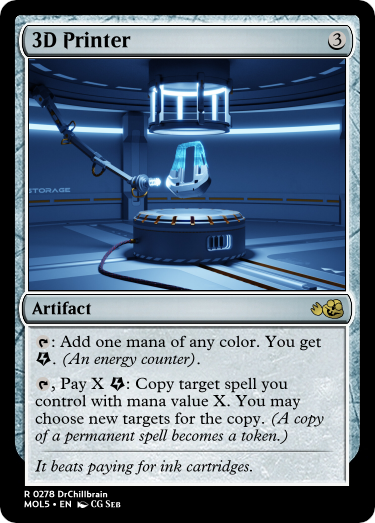 3D Printer 3
STORAGE
Artifact
: Add one mana of any color. You get
. (An energy counter).
, Pay X : Copy target spell you
control with mana value X. You may
choose new targets for the copy. (A copy
of a permanent spell becomes a token.)
It beats paying for ink cartridges.
R 0278 DrChillbrain
MOL5 • EN CG Seb